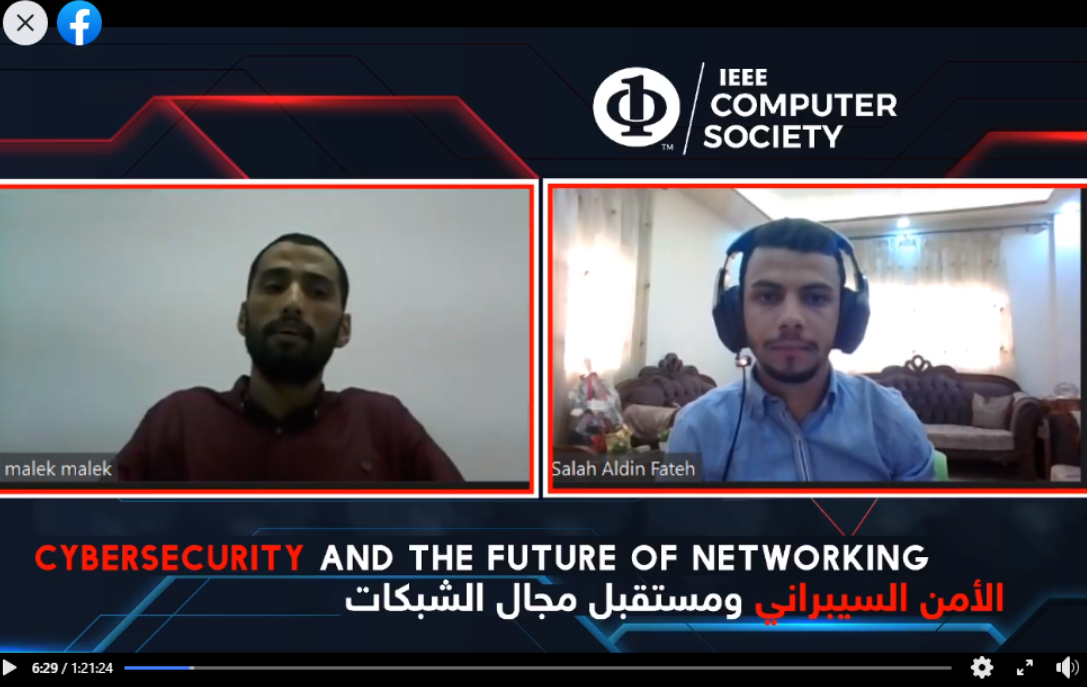 IEEE
COMPUTER
SOCIETY
TM
malek malek
Salah Aldin Fateh
CYBERSECURITY AND THE FUTURE OF NETWORKING
الأمن السيبراني ومستقبل مجال الشبكات
6:29 / 1:21:24